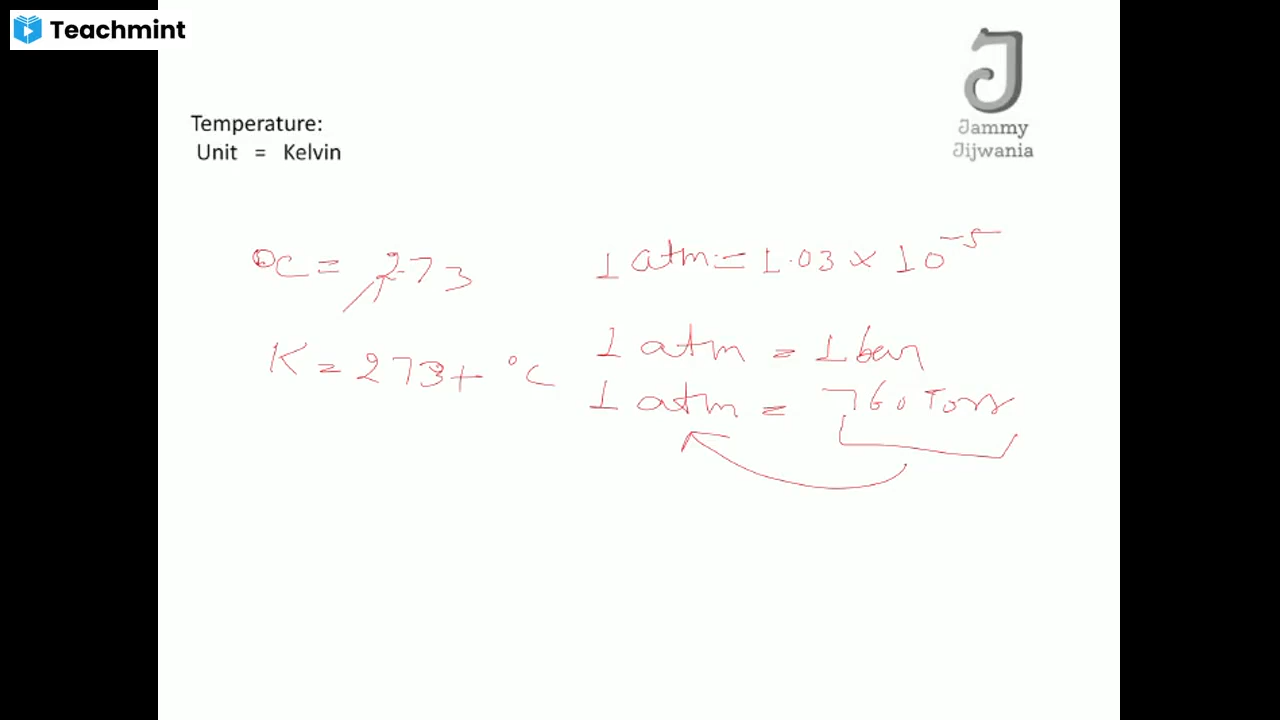 Teachmint
Jammy
Jijwania
Temperature:
Unit = Kelvin
°C = 273
K = 273 + °C
1 atm = 1.03 × 10⁻⁵
1 atm = 1 bar
1 atm = 760 Torr